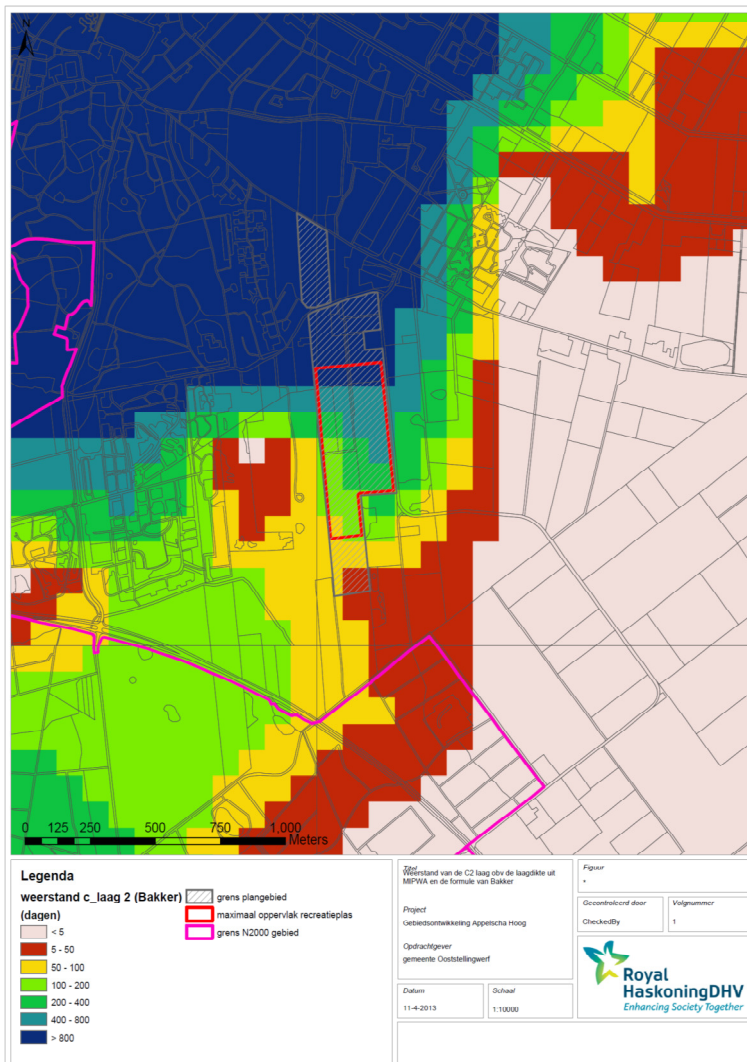 N
0 125 250 500 750 1,000
Meters
Legenda
weerstand c_laag 2 (Bakker)
(dagen)
< 5
5 - 50
50 - 100
100 - 200
200 - 400
400 - 800
> 800
grens plangebied
maximaal oppervlak recreatieplas
grens N2000 gebied
Titel
Weerstand van de C2 laag obv de laagdikte uit
MIPWA en de formule van Bakker
Project
Gebiedsontwikkeling Appelscha Hoog
Opdrachtgever
gemeente Ooststellingwerf
Datum
11-4-2013
Schaal
1:10000
Figuur
*
Gecontroleerd door
CheckedBy
Volgnummer
1
Royal
HaskoningDHV
Enhancing Society Together